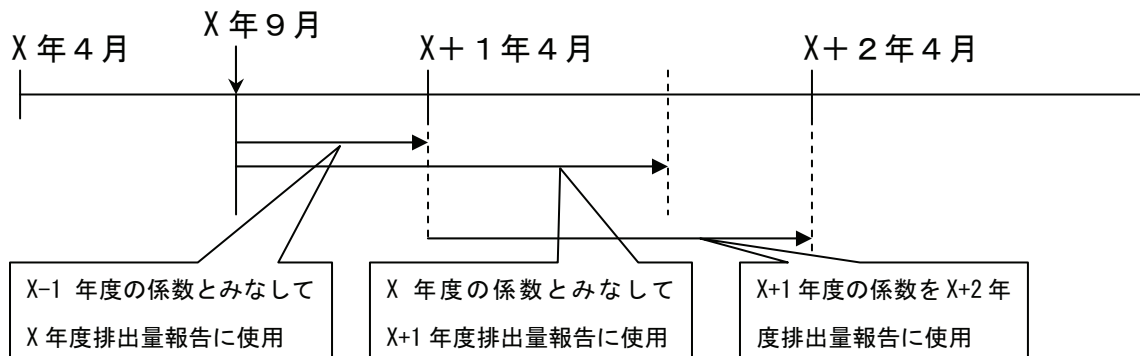 X 年 9 月
X 年 4 月
X+1 年 4 月
X+2 年 4 月
X-1 年度の係数とみなして
X 年度排出量報告に使用
X 年度の係数とみなして
X+1 年度排出量報告に使用
X+1 年度の係数を X+2 年
度排出量報告に使用